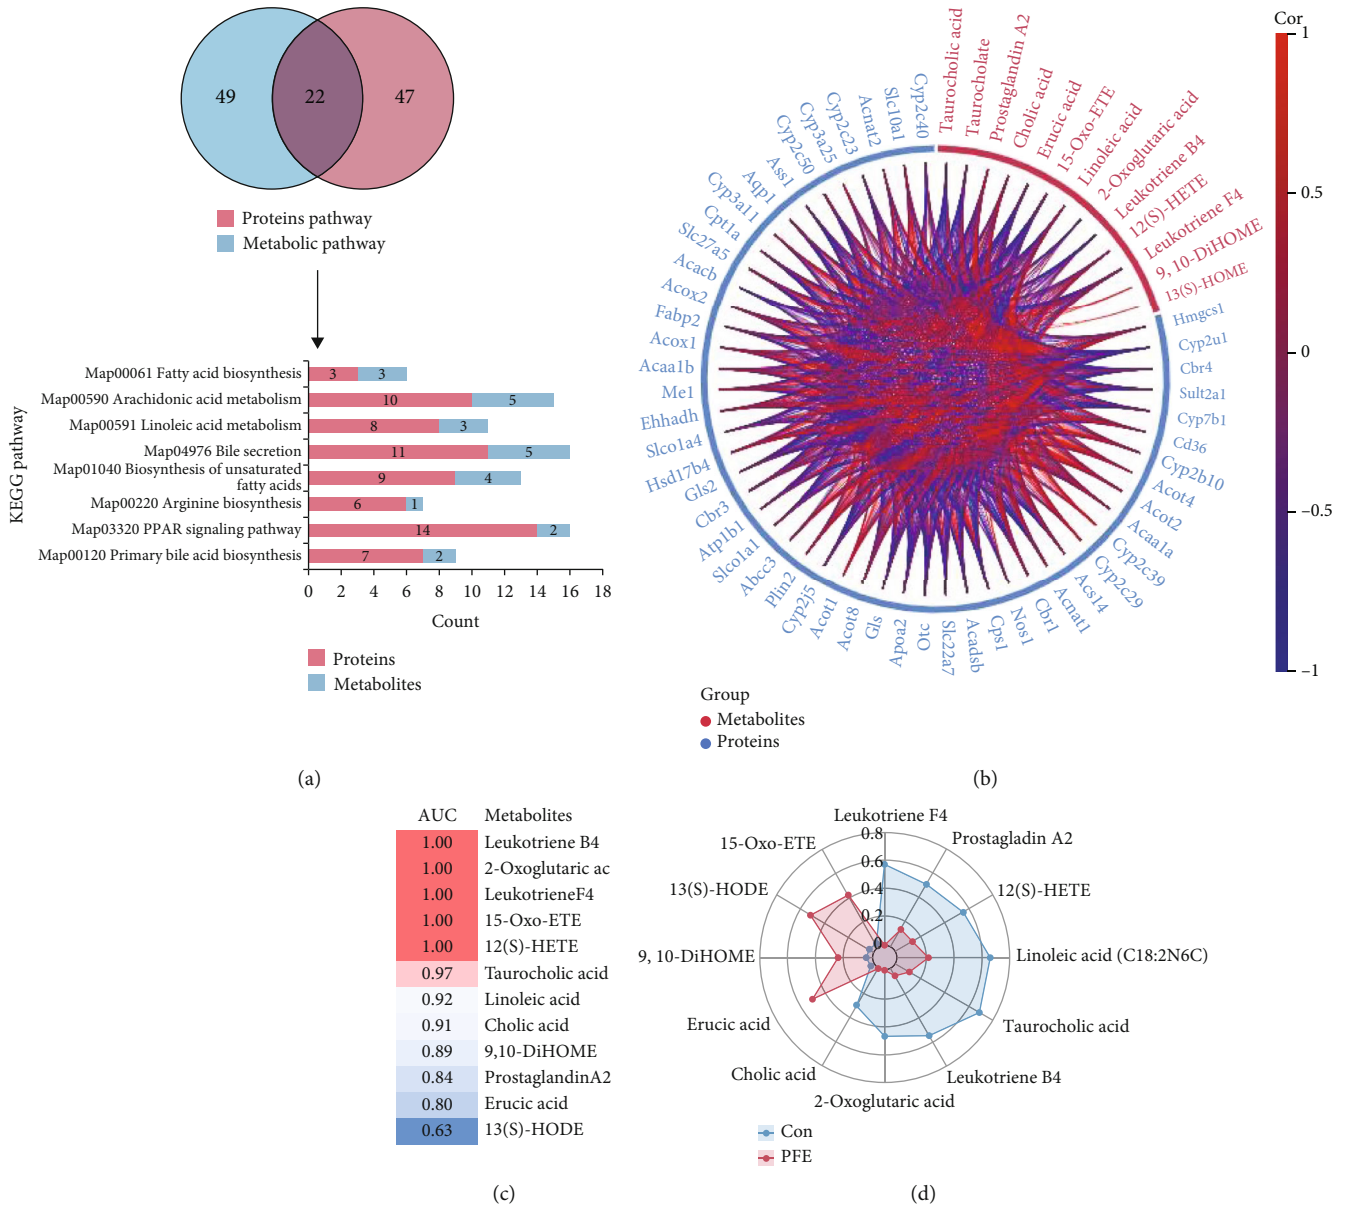 49
22
47
Proteins pathway
Metabolic pathway
KEGG pathway
Map00061 Fatty acid biosynthesis
3
3
Map00590 Arachidonic acid metabolism
10
5
Map00591 Linoleic acid metabolism
8
3
Map04976 Bile secretion
11
5
Map01040 Biosynthesis of unsaturated
fatty acids
9
4
Map00220 Arginine biosynthesis
6
1
Map03320 PPAR signaling pathway
14
2
Map00120 Primary bile acid biosynthesis
7
2
0 2 4 6 8 10 12 14 16 18
Count
Proteins
Metabolites
(a)
Taurocholic acid
Taurocholate
Prostaglandin A2
Cholic acid
Erucic acid
15-Oxo-ETE
Linoleic acid
2-Oxoglutaric acid
Leukotriene B4
12(S)-HETE
Leukotriene F4
9, 10-DiHOME
13(S)-HOME
Hmgcs1
Cyp2u1
Cbr4
Sult2a1
Cyp7b1
Cd36
Cyp2b10
Acot4
Acot2
Acaa1a
Cyp2c39
Cyp2c29
Acs14
Acnat1
Cbr1
Nos1
Cps1
Acadsb
Slc22a7
Otc
Apoa2
Gls
Acot8
Acot1
Cyp2j5
Plin2
Abcc3
Slco1a1
Atp1b1
Cbr3
Gls2
Hsd17b4
Slco1a4
Ehhadh
Me1
Acaa1b
Acox1
Fabp2
Acox2
Acacb
Slc27a5
Cpt1a
Cyp3a11
Aqp1
Ass1
Cyp2c50
Cyp3a25
Cyp2c23
Acnat2
Slc10a1
Cyp2c40
Cor
1
0.5
0
−0.5
−1
Group
Metabolites
Proteins
(b)
AUC Metabolites
1.00 Leukotriene B4
1.00 2-Oxoglutaric ac
1.00 LeukotrieneF4
1.00 15-Oxo-ETE
1.00 12(S)-HETE
0.97 Taurocholic acid
0.92 Linoleic acid
0.91 Cholic acid
0.89 9,10-DiHOME
0.84 ProstaglandinA2
0.80 Erucic acid
0.63 13(S)-HODE
(c)
Leukotriene F4
Prostagladin A2
12(S)-HETE
Linoleic acid (C18:2N6C)
Taurocholic acid
Leukotriene B4
2-Oxoglutaric acid
Cholic acid
Erucic acid
9, 10-DiHOME
13(S)-HODE
15-Oxo-ETE
0.8
0.6
0.4
0.2
0
Con
PFE
(d)